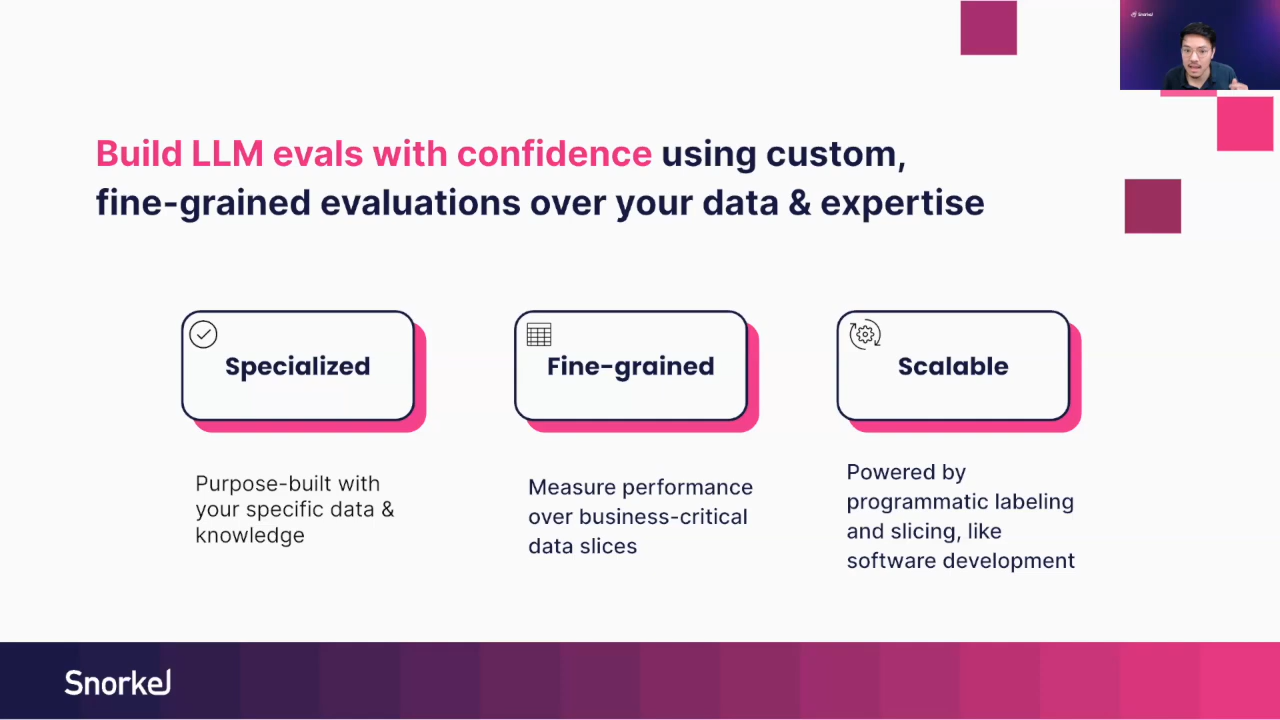 Snorkel
Build LLM evals with confidence using custom,
fine-grained evaluations over your data & expertise
Specialized
Purpose-built with
your specific data &
knowledge
Fine-grained
Measure performance
over business-critical
data slices
Scalable
Powered by
programmatic labeling
and slicing, like
software development
Snorkel